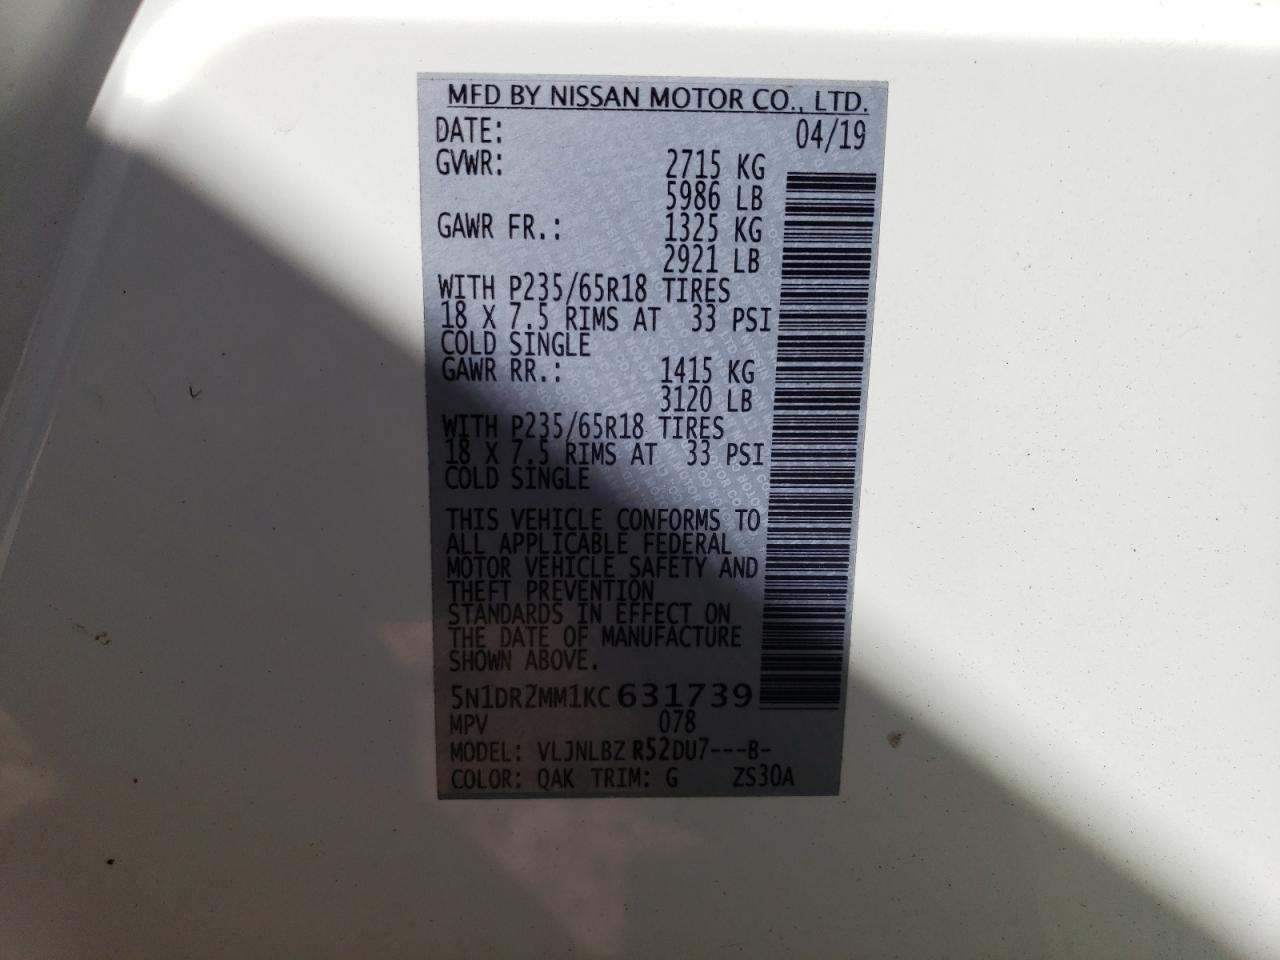 MFD BY NISSAN MOTOR CO., LTD.
DATE: 04/19
GVWR: 2715 KG
5986 LB
GAWR FR.: 1325 KG
2921 LB
WITH P235/65R18 TIRES
18 X 7.5 RIMS AT 33 PSI
COLD SINGLE
GAWR RR.: 1415 KG
3120 LB
WITH P235/65R18 TIRES
18 X 7.5 RIMS AT 33 PSI
COLD SINGLE
THIS VEHICLE CONFORMS TO
ALL APPLICABLE FEDERAL
MOTOR VEHICLE SAFETY AND
THEFT PREVENTION
STANDARDS IN EFFECT ON
THE DATE OF MANUFACTURE
SHOWN ABOVE.
5N1DR2MM1KC631739
MPV 078
MODEL: VLJNLBZ R52DU7---B-
COLOR: QAK TRIM: G ZS30A